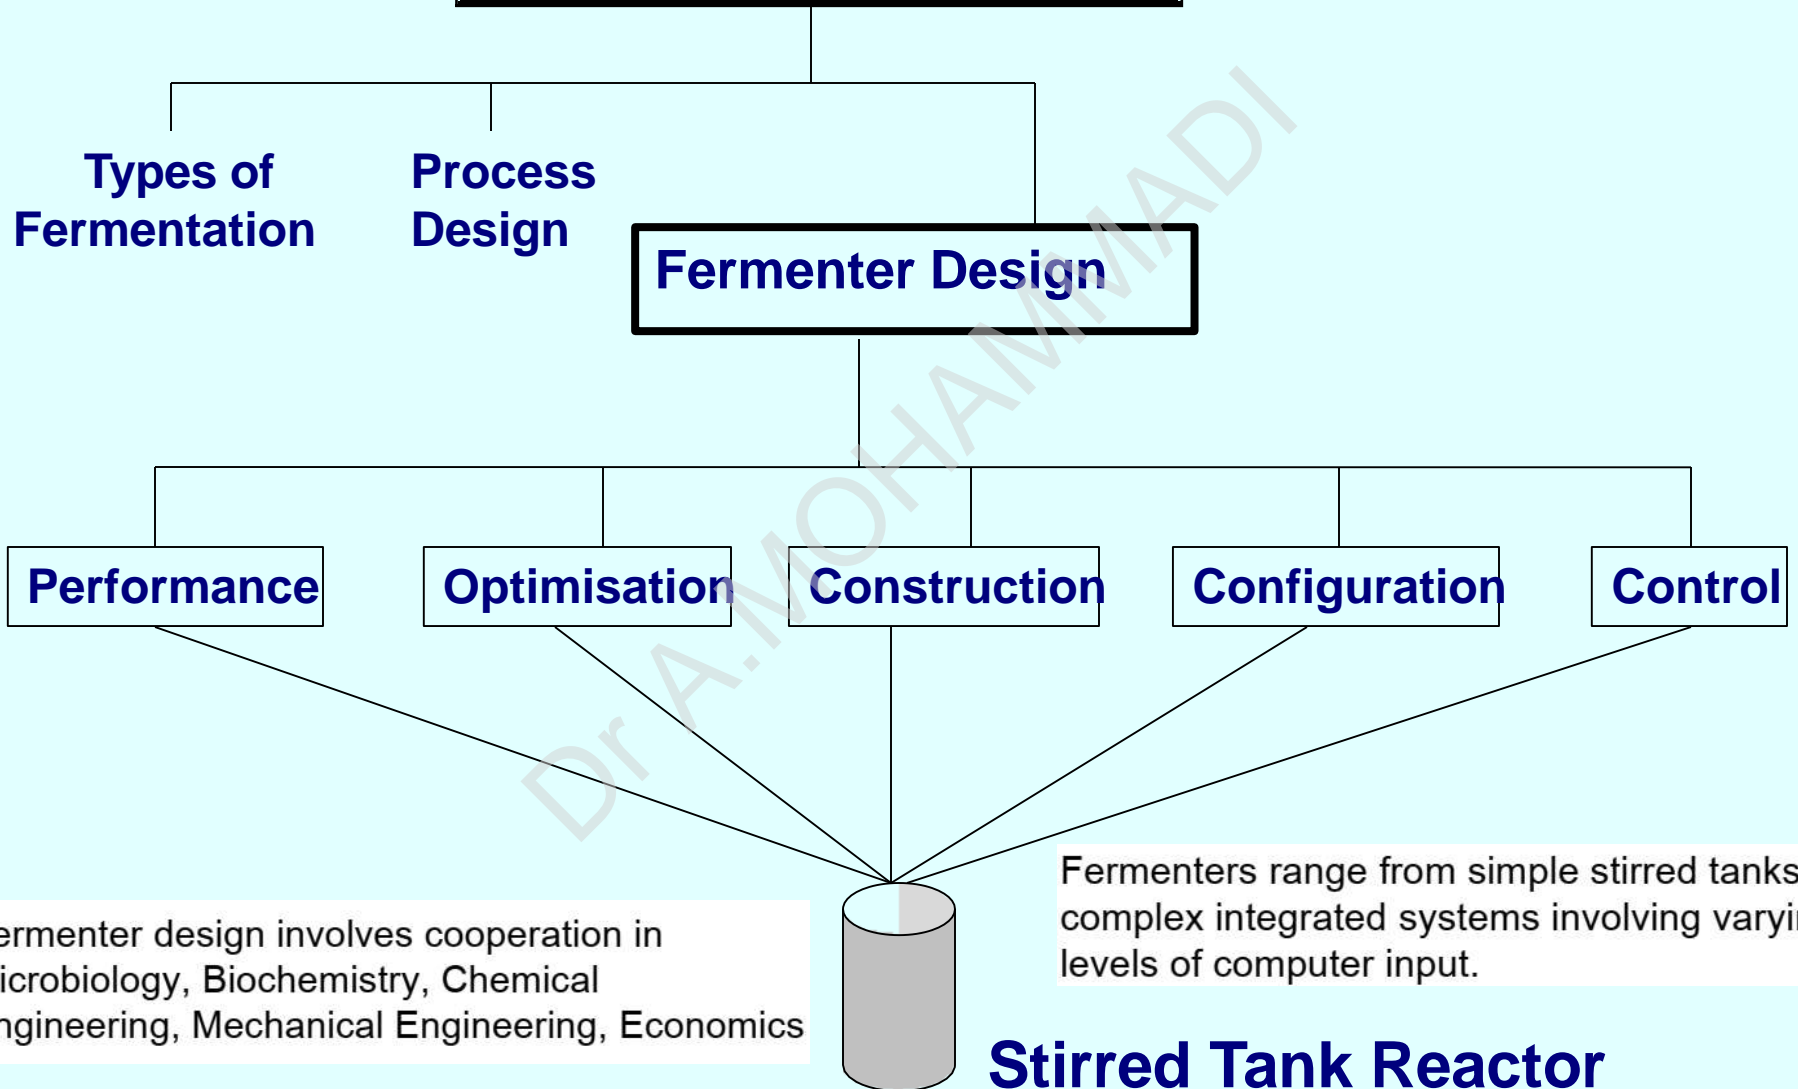 Types of
Fermentation
Process
Design
Fermenter Design
Performance
Optimisation
Construction
Configuration
Control
Dr A.MOHAMMADI
ermenter design involves cooperation in
icrobiology, Biochemistry, Chemical
ngineering, Mechanical Engineering, Economics
Fermenters range from simple stirred tanks
complex integrated systems involving varyin
levels of computer input.
Stirred Tank Reactor